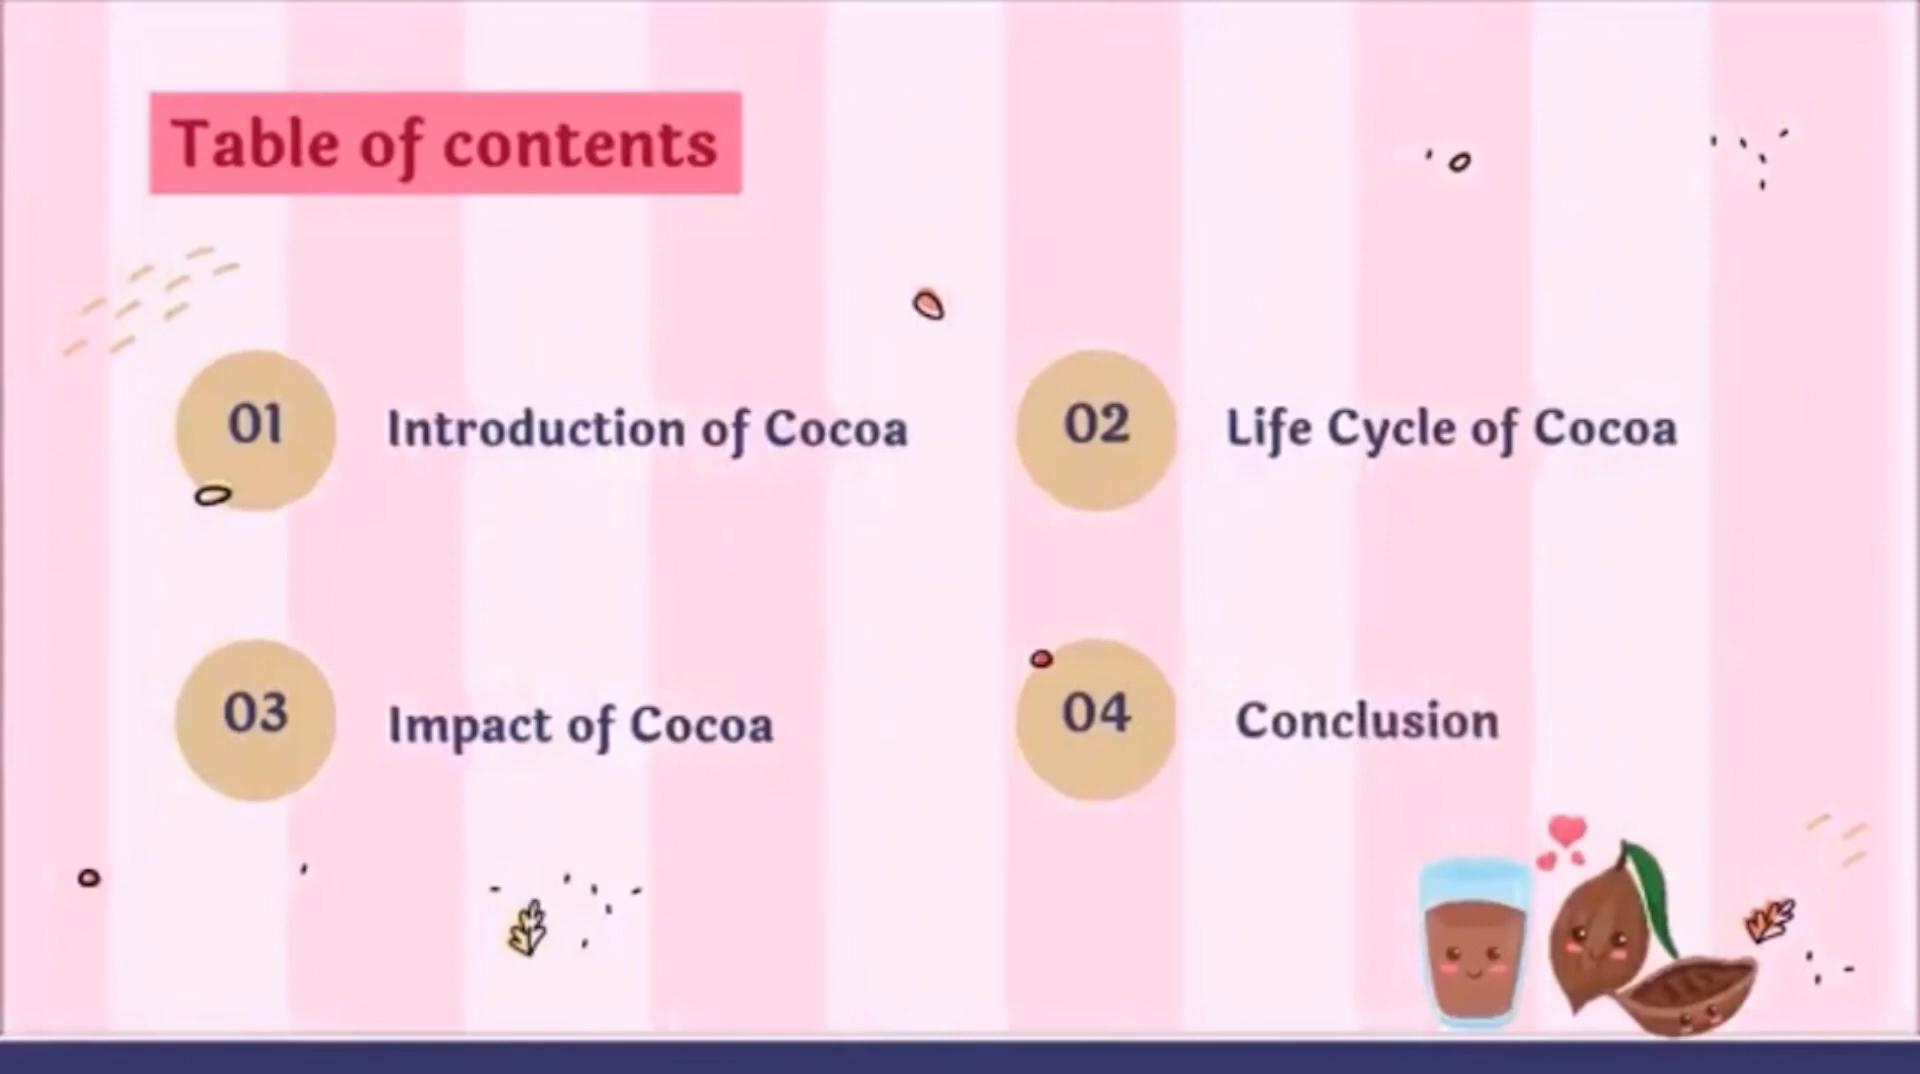 Table of contents
01
Introduction of Cocoa
02
Life Cycle of Cocoa
03
Impact of Cocoa
04
Conclusion